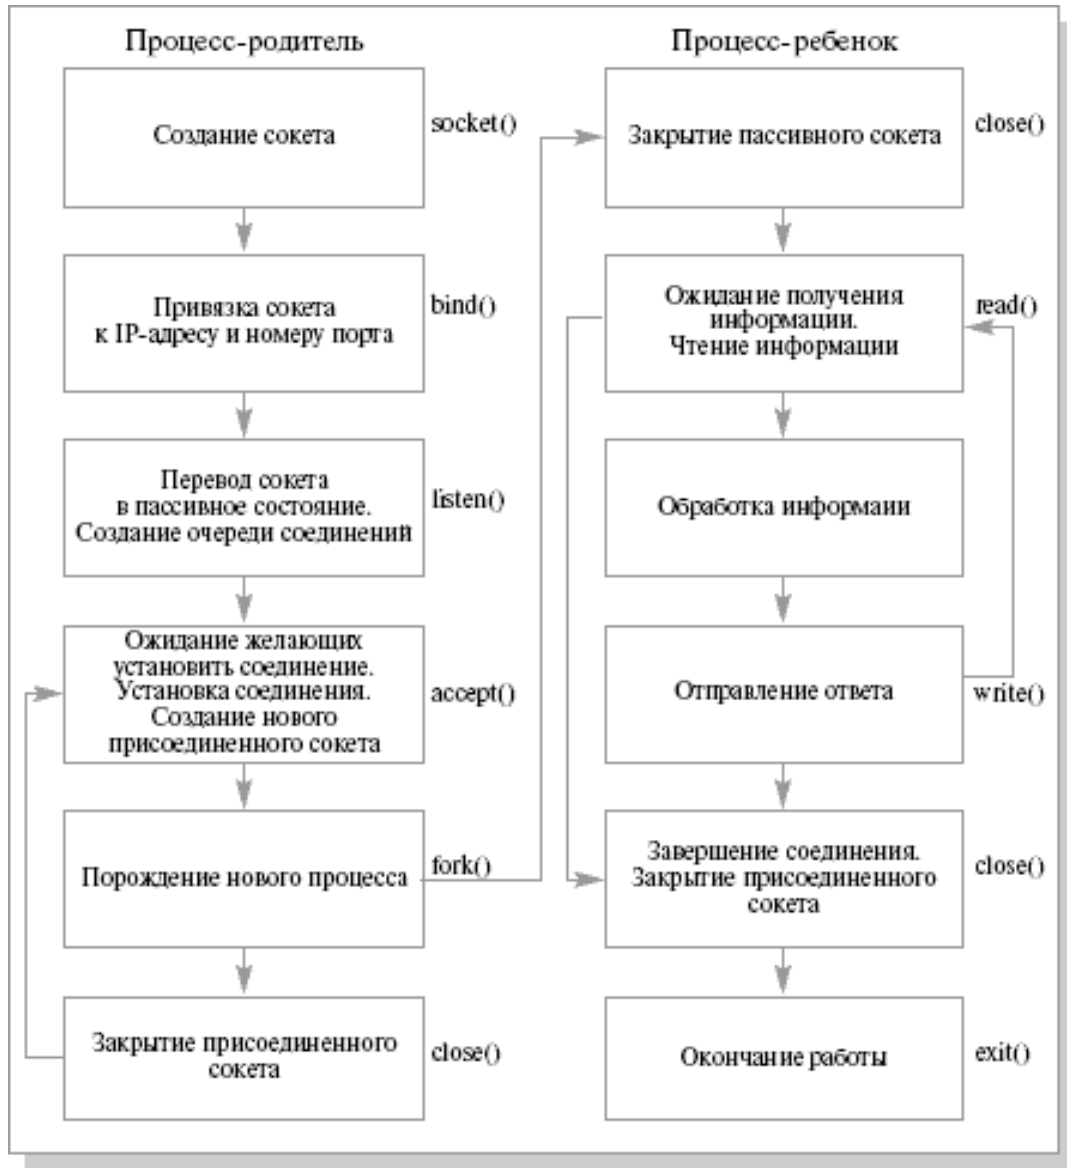 Процесс-родитель
Создание сокета
socket()
Привязка сокета
к IP-адресу и номеру порта
bind()
Перевод сокета
в пассивное состояние.
Создание очереди соединений
listen()
Ожидание желающих
установить соединение.
Установка соединения.
Создание нового
присоединенного сокета
accept()
Порождение нового процесса
fork()
Закрытие присоединенного
сокета
close()
Процесс-ребенок
Закрытие пассивного сокета
close()
Ожидание получения
информации.
Чтение информации
read()
Обработка информаии
Отправление ответа
write()
Завершение соединения.
Закрытие присоединенного
сокета
close()
Окончание работы
exit()